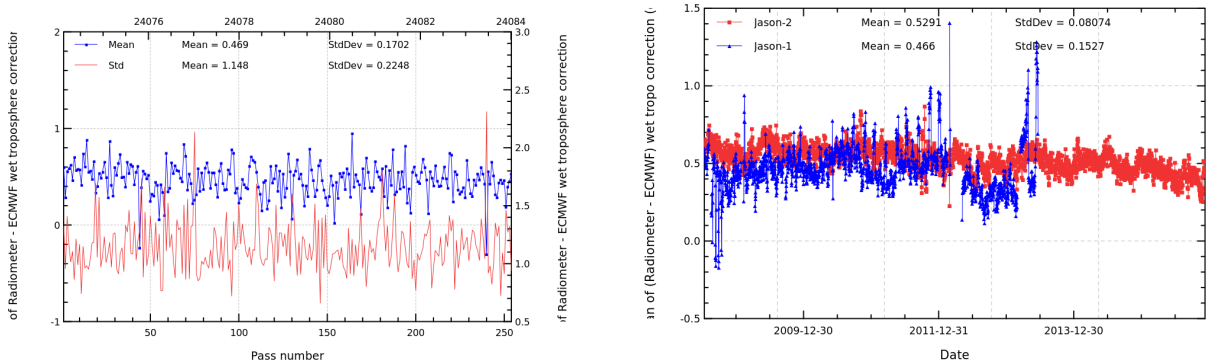 24076 24078 24080 24082 24084
of Radiometer - ECMWF wet troposphere correction
2
1
0
-1
Mean Mean = 0.469 StdDev = 0.1702
Std Mean = 1.148 StdDev = 0.2248
3.0
2.5
2.0
1.5
1.0
0.5
of Radiometer - ECMWF wet troposphere correction
50 100 150 200 250
Pass number
an of (Radiometer - ECMWF) wet tropo correction (
1.5
1.0
0.5
0.0
-0.5
Jason-2 Mean = 0.5291 StdDev = 0.08074
Jason-1 Mean = 0.466 StdDev = 0.1527
2009-12-30 2011-12-31 2013-12-30
Date